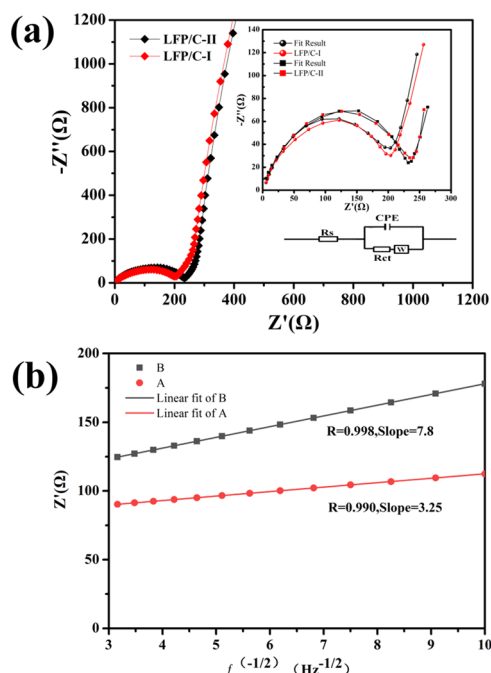 (a)
LFP/C-II
LFP/C-I
-Z''(Ω)
1200
1000
800
600
400
200
0
0 200 400 600 800 1000 1200
Z'(Ω)
Fit Result
LFP/C-I
Fit Result
LFP/C-II
-Z''(Ω)
140
120
100
80
60
40
20
0
0 50 100 150 200 250 300
Z'(Ω)
CPE
Rs
Rct
W
(b)
B
A
Linear fit of B
Linear fit of A
Z'(Ω)
200
150
100
50
0
R=0.998,Slope=7.8
R=0.990,Slope=3.25
3 4 5 6 7 8 9 10
f（-1/2）(Hz-1/2)